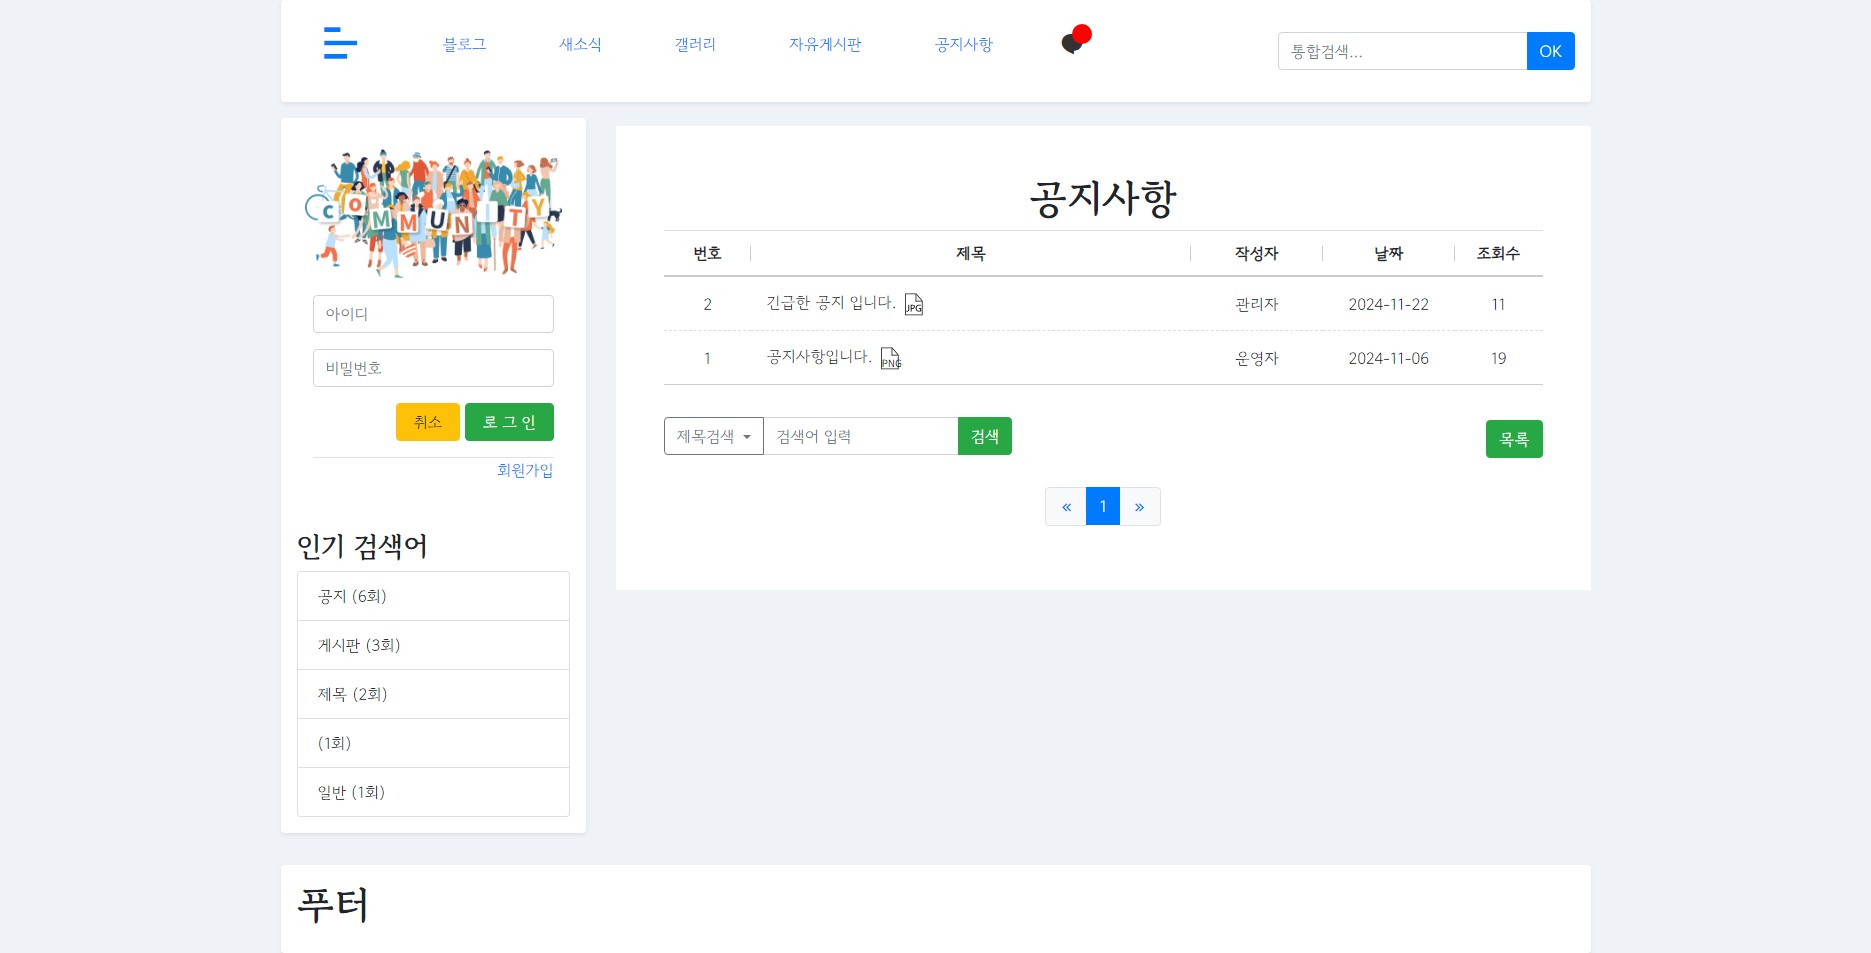 블로그 새소식 갤러리 자유게시판 공지사항 통합검색... OK
COMMUNITY
아이디
비밀번호
취소 로 그 인
회원가입
인기 검색어
공지 (6회)
게시판 (3회)
제목 (2회)
(1회)
일반 (1회)
공지사항
번호 제목 작성자 날짜 조회수
2 긴급한 공지 입니다. JPG 관리자 2024-11-22 11
1 공지사항입니다. PNG 운영자 2024-11-06 19
제목검색 검색어 입력 검색 목록
« 1 »
푸터